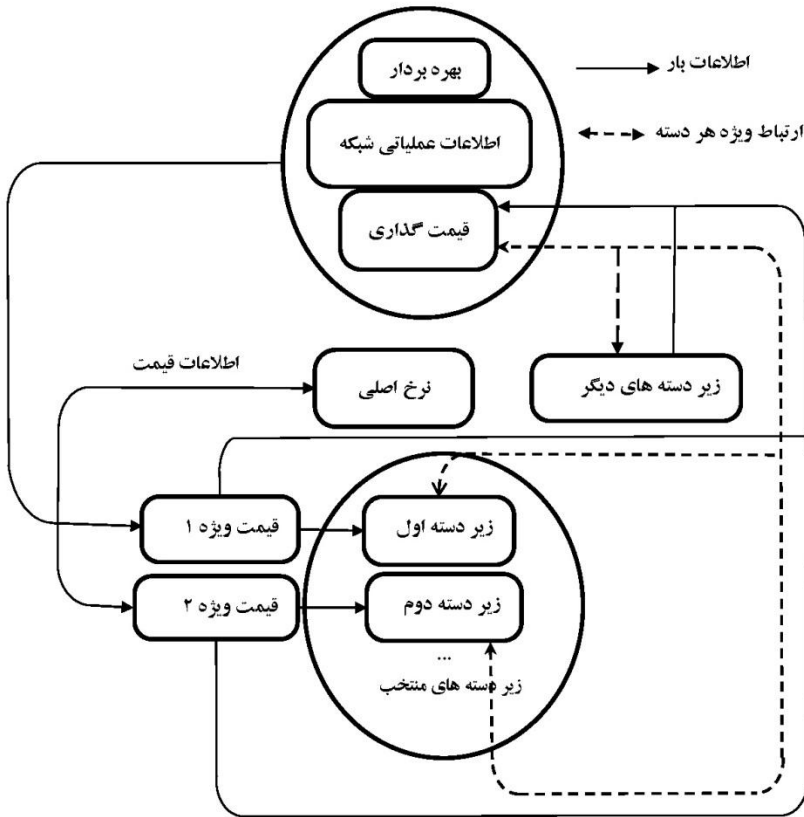 بهره بردار
اطلاعات بار
اطلاعات عملیاتی شبکه
ارتباط ویژه هر دسته
قیمت گذاری
اطلاعات قیمت
نرخ اصلی
زیر دسته های دیگر
قیمت ویژه ۱
زیر دسته اول
قیمت ویژه ۲
زیر دسته دوم
...
زیر دسته های منتخب